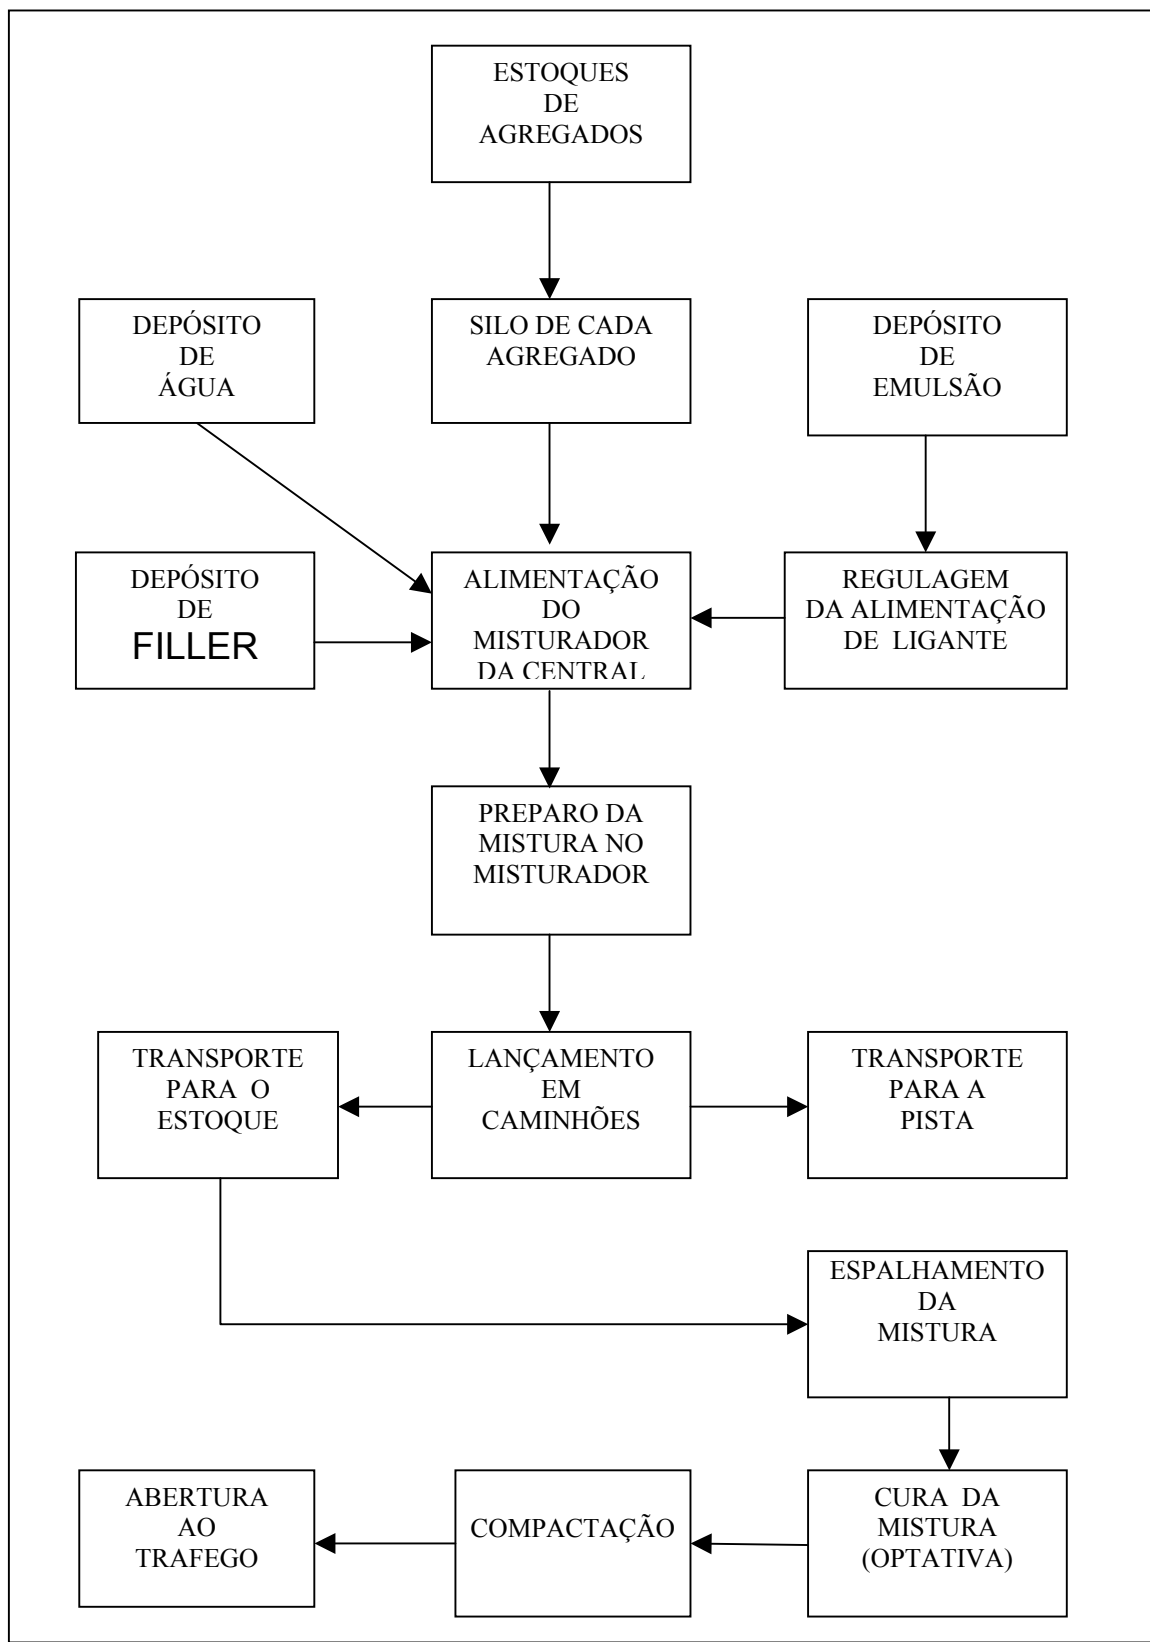 ESTOQUES
DE
AGREGADOS
DEPÓSITO
DE
ÁGUA
SILO DE CADA
AGREGADO
DEPÓSITO
DE
EMULSÃO
DEPÓSITO
DE
FILLER
ALIMENTAÇÃO
DO
MISTURADOR
DA CENTRAL
REGULAGEM
DA ALIMENTAÇÃO
DE LIGANTE
PREPARO DA
MISTURA NO
MISTURADOR
TRANSPORTE
PARA O
ESTOQUE
LANÇAMENTO
EM
CAMINHÕES
TRANSPORTE
PARA A
PISTA
ESPALHAMENTO
DA
MISTURA
ABERTURA
AO
TRAFEGO
COMPACTAÇÃO
CURA DA
MISTURA
(OPTATIVA)